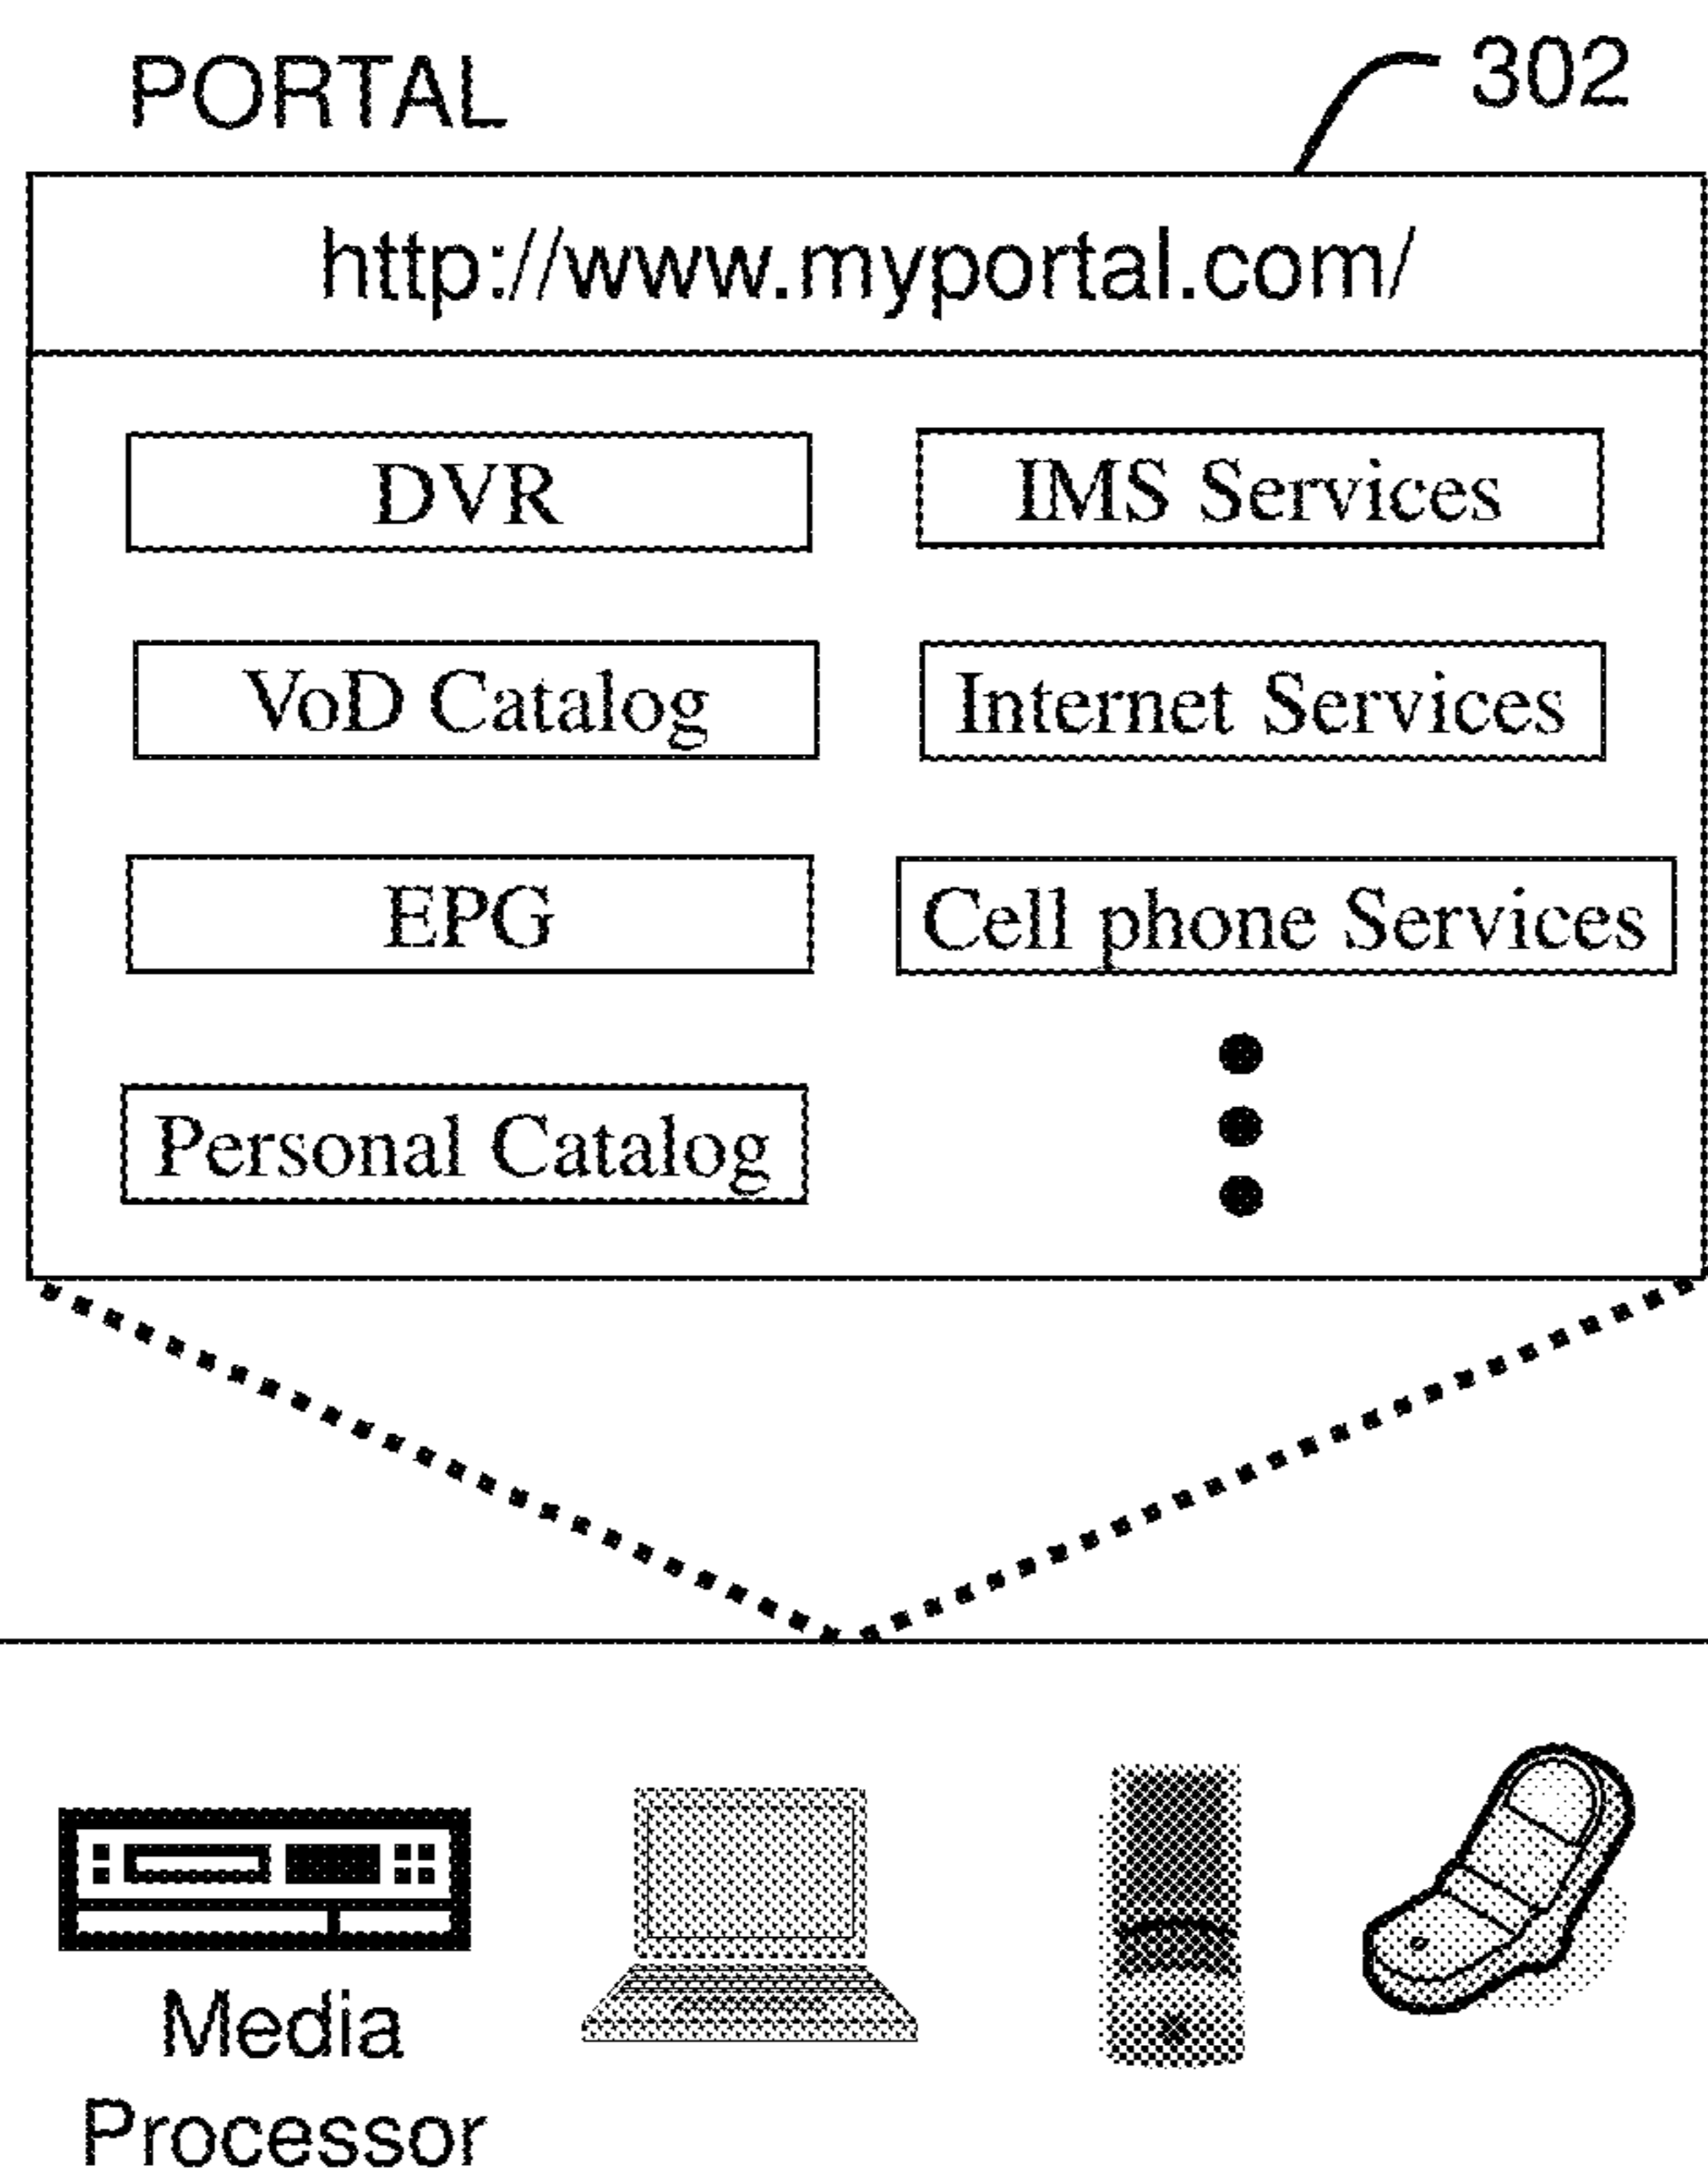 PORTAL
302
http://www.myportal.com/
DVR
IMS Services
VoD Catalog
Internet Services
EPG
Cell phone Services
Personal Catalog
Media
Processor